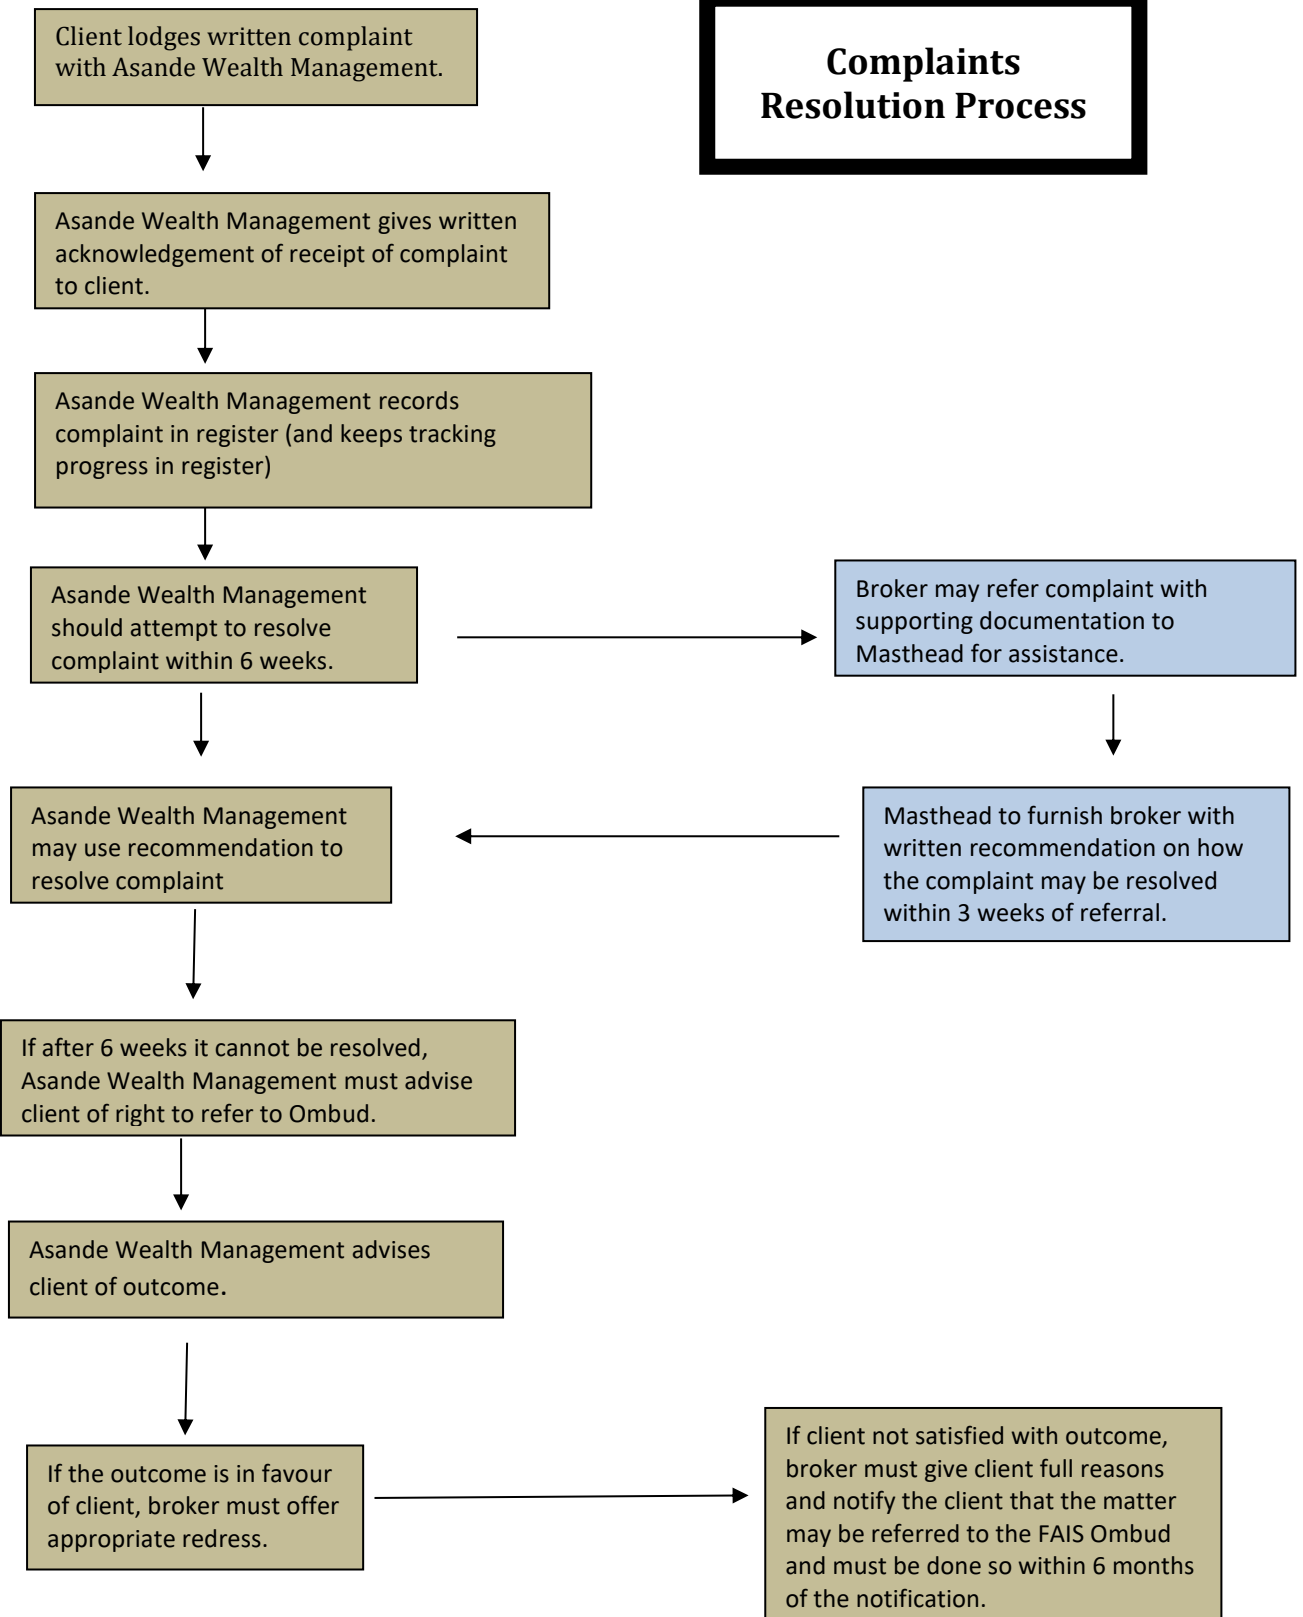 Complaints
Resolution Process
Client lodges written complaint
with Asande Wealth Management.
Asande Wealth Management gives written
acknowledgement of receipt of complaint
to client.
Asande Wealth Management records
complaint in register (and keeps tracking
progress in register)
Asande Wealth Management
should attempt to resolve
complaint within 6 weeks.
Broker may refer complaint with
supporting documentation to
Masthead for assistance.
Masthead to furnish broker with
written recommendation on how
the complaint may be resolved
within 3 weeks of referral.
Asande Wealth Management
may use recommendation to
resolve complaint
If after 6 weeks it cannot be resolved,
Asande Wealth Management must advise
client of right to refer to Ombud.
Asande Wealth Management advises
client of outcome.
If the outcome is in favour
of client, broker must offer
appropriate redress.
If client not satisfied with outcome,
broker must give client full reasons
and notify the client that the matter
may be referred to the FAIS Ombud
and must be done so within 6 months
of the notification.